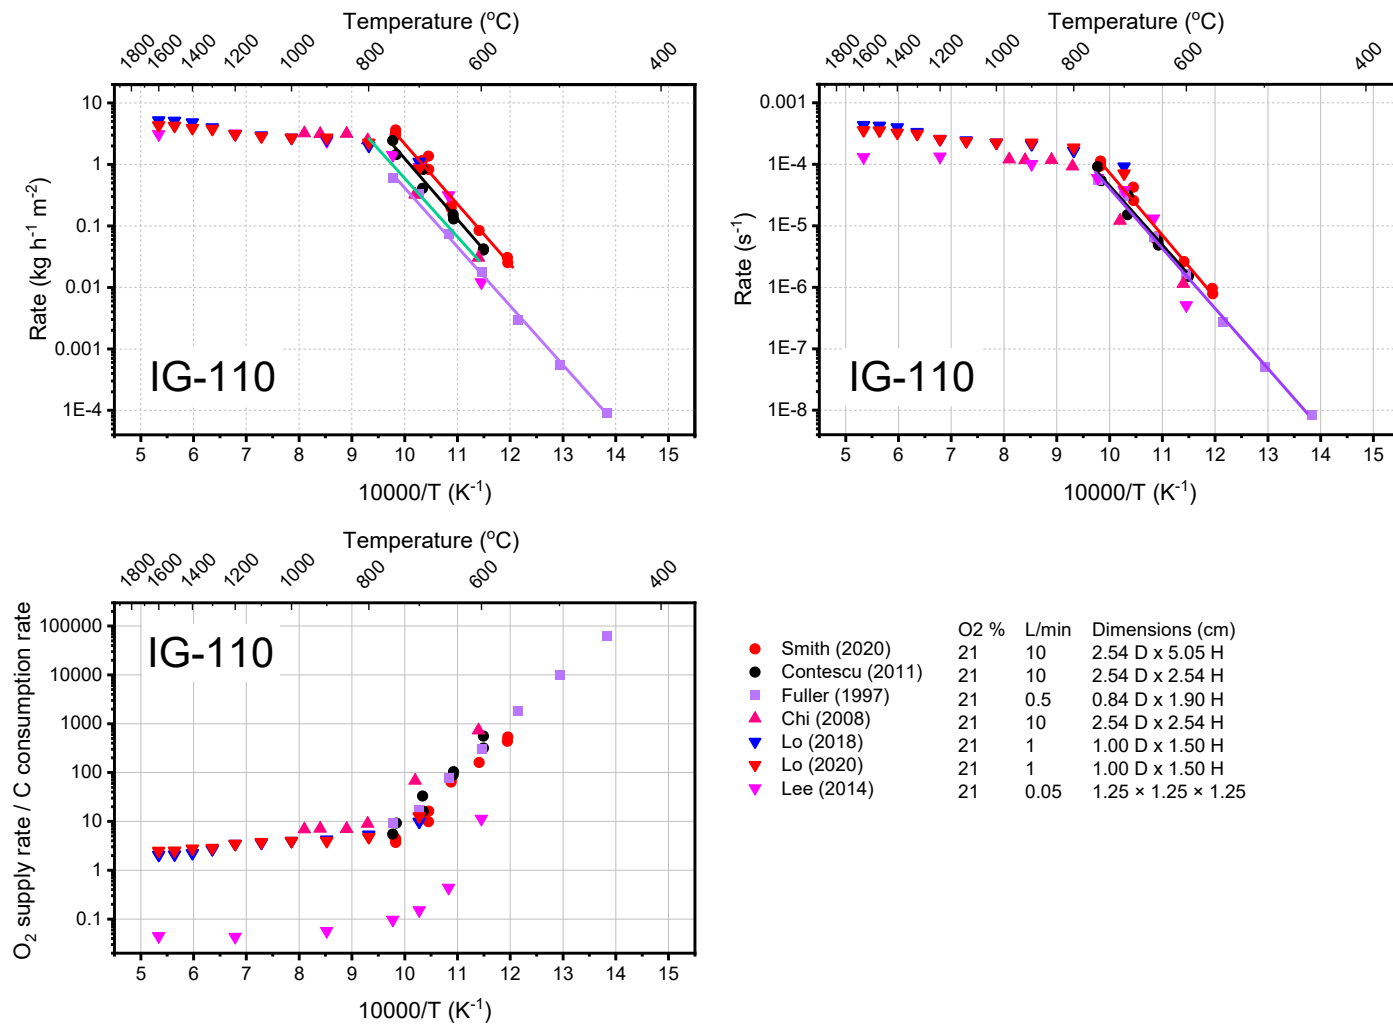 Temperature (°C)
1800 1600 1400 1200 1000 800 600 400
10
1
0.1
0.01
0.001
1E-4
Rate (kg h⁻¹ m⁻²)
IG-110
5 6 7 8 9 10 11 12 13 14 15
10000/T (K⁻¹)
Temperature (°C)
1800 1600 1400 1200 1000 800 600 400
0.001
1E-4
1E-5
1E-6
1E-7
1E-8
Rate (s⁻¹)
IG-110
5 6 7 8 9 10 11 12 13 14 15
10000/T (K⁻¹)
Temperature (°C)
1800 1600 1400 1200 1000 800 600 400
100000
10000
1000
100
10
1
0.1
O₂ supply rate / C consumption rate
IG-110
5 6 7 8 9 10 11 12 13 14 15
10000/T (K⁻¹)
O2 % L/min Dimensions (cm)
Smith (2020) 21 10 2.54 D x 5.05 H
Contescu (2011) 21 10 2.54 D x 2.54 H
Fuller (1997) 21 0.5 0.84 D x 1.90 H
Chi (2008) 21 10 2.54 D x 2.54 H
Lo (2018) 21 1 1.00 D x 1.50 H
Lo (2020) 21 1 1.00 D x 1.50 H
Lee (2014) 21 0.05 1.25 × 1.25 × 1.25